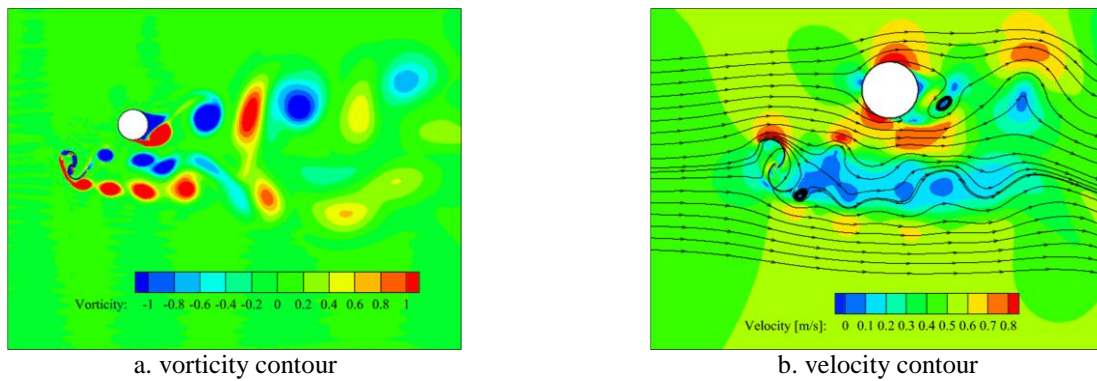 Vorticity: -1 -0.8 -0.6 -0.4 -0.2 0 0.2 0.4 0.6 0.8 1
Velocity [m/s]: 0 0.1 0.2 0.3 0.4 0.5 0.6 0.7 0.8
a. vorticity contour
b. velocity contour